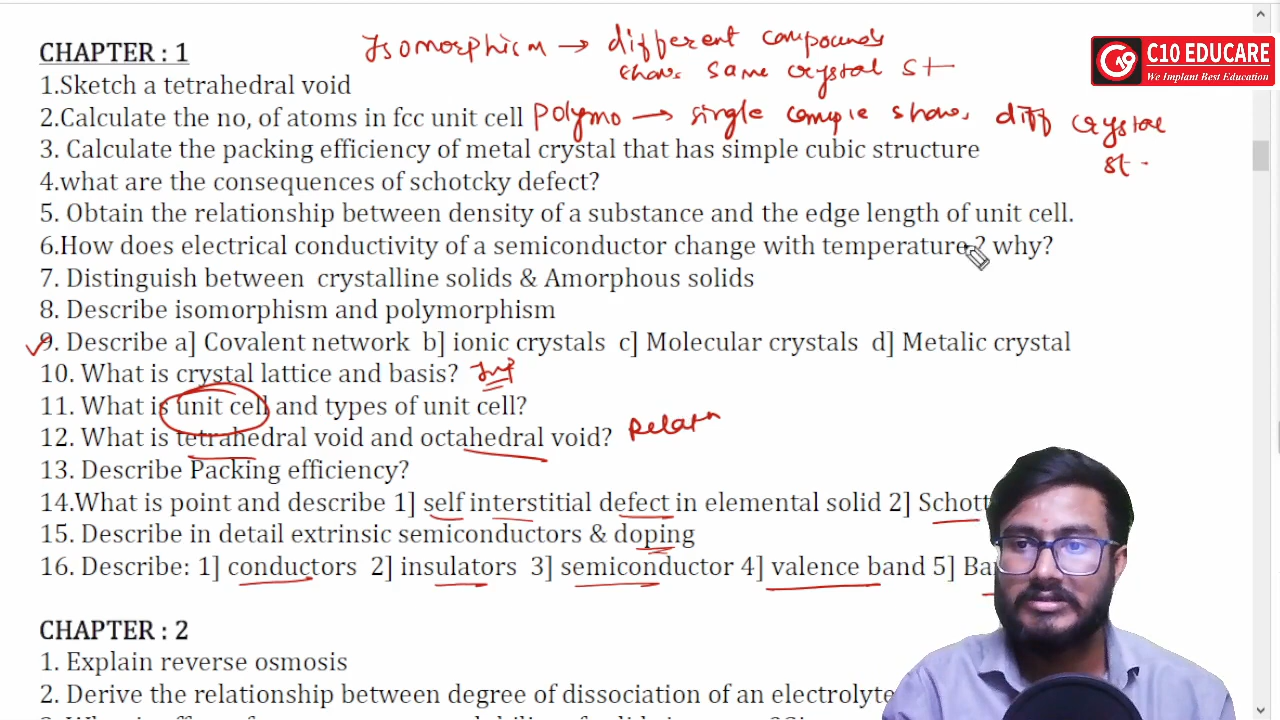 CHAPTER : 1
Isomorphism → different compounds
shows same crystal st
C10 EDUCARE
We Implant Best Education
1.Sketch a tetrahedral void
2.Calculate the no, of atoms in fcc unit cell
polymo → single comple shows diff crystal
st
3. Calculate the packing efficiency of metal crystal that has simple cubic structure
4.what are the consequences of schotcky defect?
5. Obtain the relationship between density of a substance and the edge length of unit cell.
6.How does electrical conductivity of a semiconductor change with temperature? why?
7. Distinguish between crystalline solids & Amorphous solids
8. Describe isomorphism and polymorphism
9. Describe a] Covalent network b] ionic crystals c] Molecular crystals d] Metalic crystal
10. What is crystal lattice and basis? Imp
11. What is unit cell and types of unit cell?
12. What is tetrahedral void and octahedral void? Relatn
13. Describe Packing efficiency?
14.What is point and describe 1] self interstitial defect in elemental solid 2] Schott
15. Describe in detail extrinsic semiconductors & doping
16. Describe: 1] conductors 2] insulators 3] semiconductor 4] valence band 5] Ba
CHAPTER : 2
1. Explain reverse osmosis
2. Derive the relationship between degree of dissociation of an electrolyte